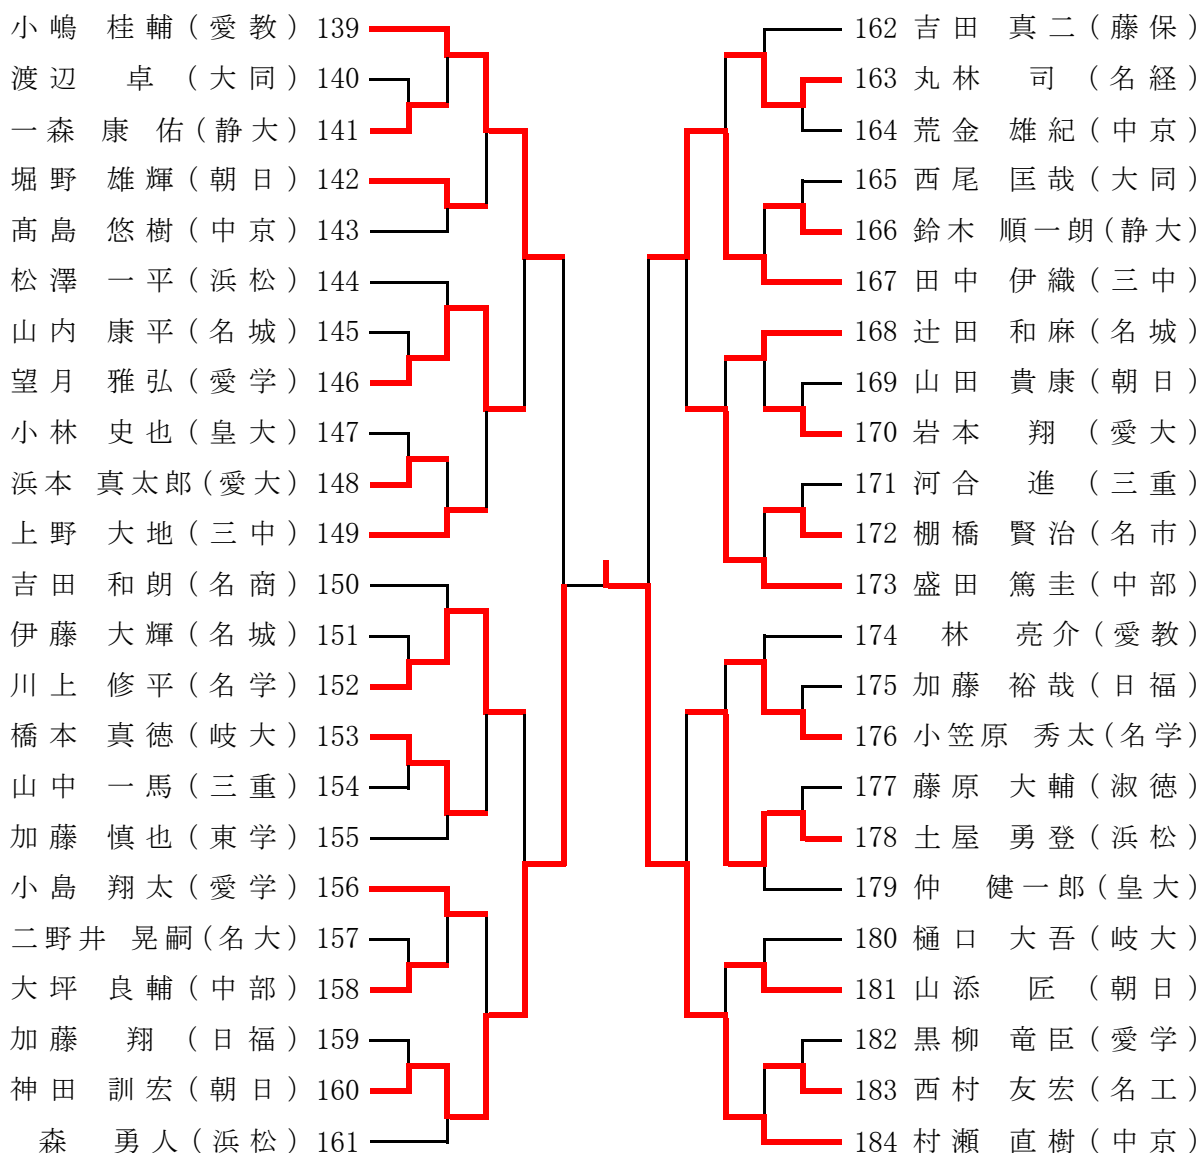 小嶋 桂輔(愛教) 139
渡辺 卓 (大同) 140
一森 康佑(静大) 141
堀野 雄輝(朝日) 142
髙島 悠樹(中京) 143
松澤 一平(浜松) 144
山内 康平(名城) 145
望月 雅弘(愛学) 146
小林 史也(皇大) 147
浜本 真太郎(愛大) 148
上野 大地(三中) 149
吉田 和朗(名商) 150
伊藤 大輝(名城) 151
川上 修平(名学) 152
橋本 真徳(岐大) 153
山中 一馬(三重) 154
加藤 慎也(東学) 155
小島 翔太(愛学) 156
二野井 晃嗣(名大) 157
大坪 良輔(中部) 158
加藤 翔 (日福) 159
神田 訓宏(朝日) 160
森 勇人(浜松) 161
162 吉田 真二(藤保)
163 丸林 司 (名経)
164 荒金 雄紀(中京)
165 西尾 匡哉(大同)
166 鈴木 順一朗(静大)
167 田中 伊織(三中)
168 辻田 和麻(名城)
169 山田 貴康(朝日)
170 岩本 翔 (愛大)
171 河合 進 (三重)
172 棚橋 賢治(名市)
173 盛田 篤圭(中部)
174 林 亮介(愛教)
175 加藤 裕哉(日福)
176 小笠原 秀太(名学)
177 藤原 大輔(淑徳)
178 土屋 勇登(浜松)
179 仲 健一郎(皇大)
180 樋口 大吾(岐大)
181 山添 匠 (朝日)
182 黒柳 竜臣(愛学)
183 西村 友宏(名工)
184 村瀬 直樹(中京)